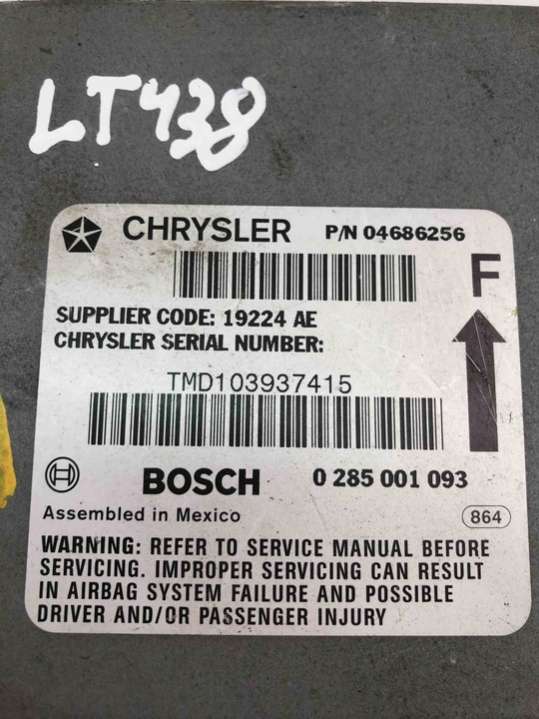 LT438
CHRYSLER P/N 04686256
F
SUPPLIER CODE: 19224 AE
CHRYSLER SERIAL NUMBER:
TMD103937415
BOSCH 0 285 001 093
Assembled in Mexico 864
WARNING: REFER TO SERVICE MANUAL BEFORE
SERVICING. IMPROPER SERVICING CAN RESULT
IN AIRBAG SYSTEM FAILURE AND POSSIBLE
DRIVER AND/OR PASSENGER INJURY